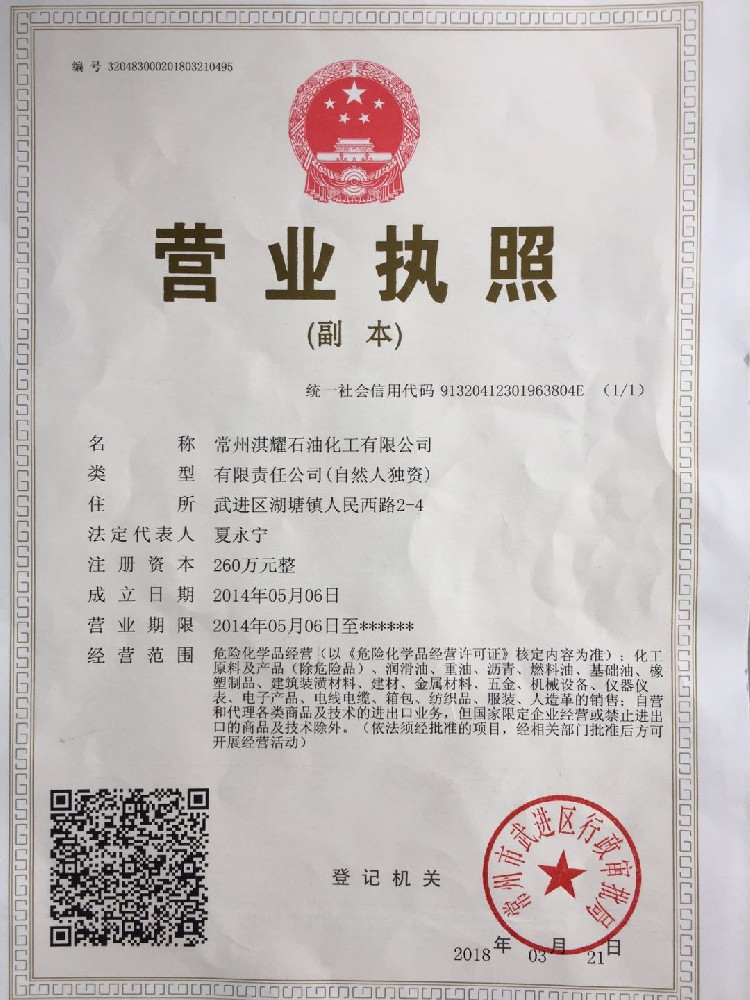 编 号 320483000201803210495
营业执照
(副 本)
统一社会信用代码 91320412301963804E （1/1）
名 称 常州淇耀石油化工有限公司
类 型 有限责任公司(自然人独资)
住 所 武进区湖塘镇人民西路2-4
法定代表人 夏永宁
注 册 资 本 260万元整
成 立 日 期 2014年05月06日
营 业 期 限 2014年05月06日至******
经 营 范 围 危险化学品经营（以《危险化学品经营许可证》核定内容为准）；化工
原料及产品（除危险品）、润滑油、重油、沥青、燃料油、基础油、橡
塑制品、建筑装潢材料、建材、金属材料、五金、机械设备、仪器仪
表、电子产品、电线电缆、箱包、纺织品、服装、人造革的销售；自营
和代理各类商品及技术的进出口业务，但国家限定企业经营或禁止进出
口的商品及技术除外。（依法须经批准的项目，经相关部门批准后方可
开展经营活动）
登 记 机 关
常州市武进区行政审批局
2018 年 03 月 21 日